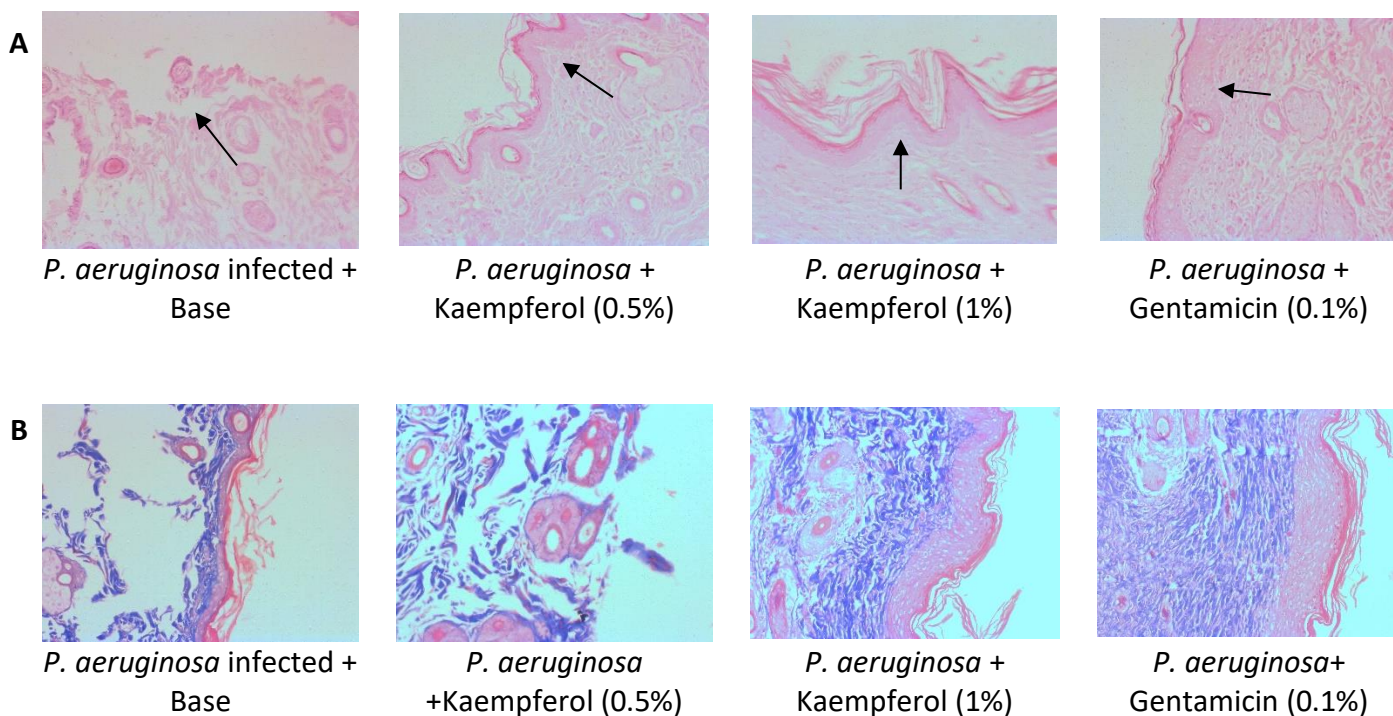 A
P. aeruginosa infected +
Base
P. aeruginosa +
Kaempferol (0.5%)
P. aeruginosa +
Kaempferol (1%)
P. aeruginosa +
Gentamicin (0.1%)
B
P. aeruginosa infected +
Base
P. aeruginosa
+Kaempferol (0.5%)
P. aeruginosa +
Kaempferol (1%)
P. aeruginosa+
Gentamicin (0.1%)